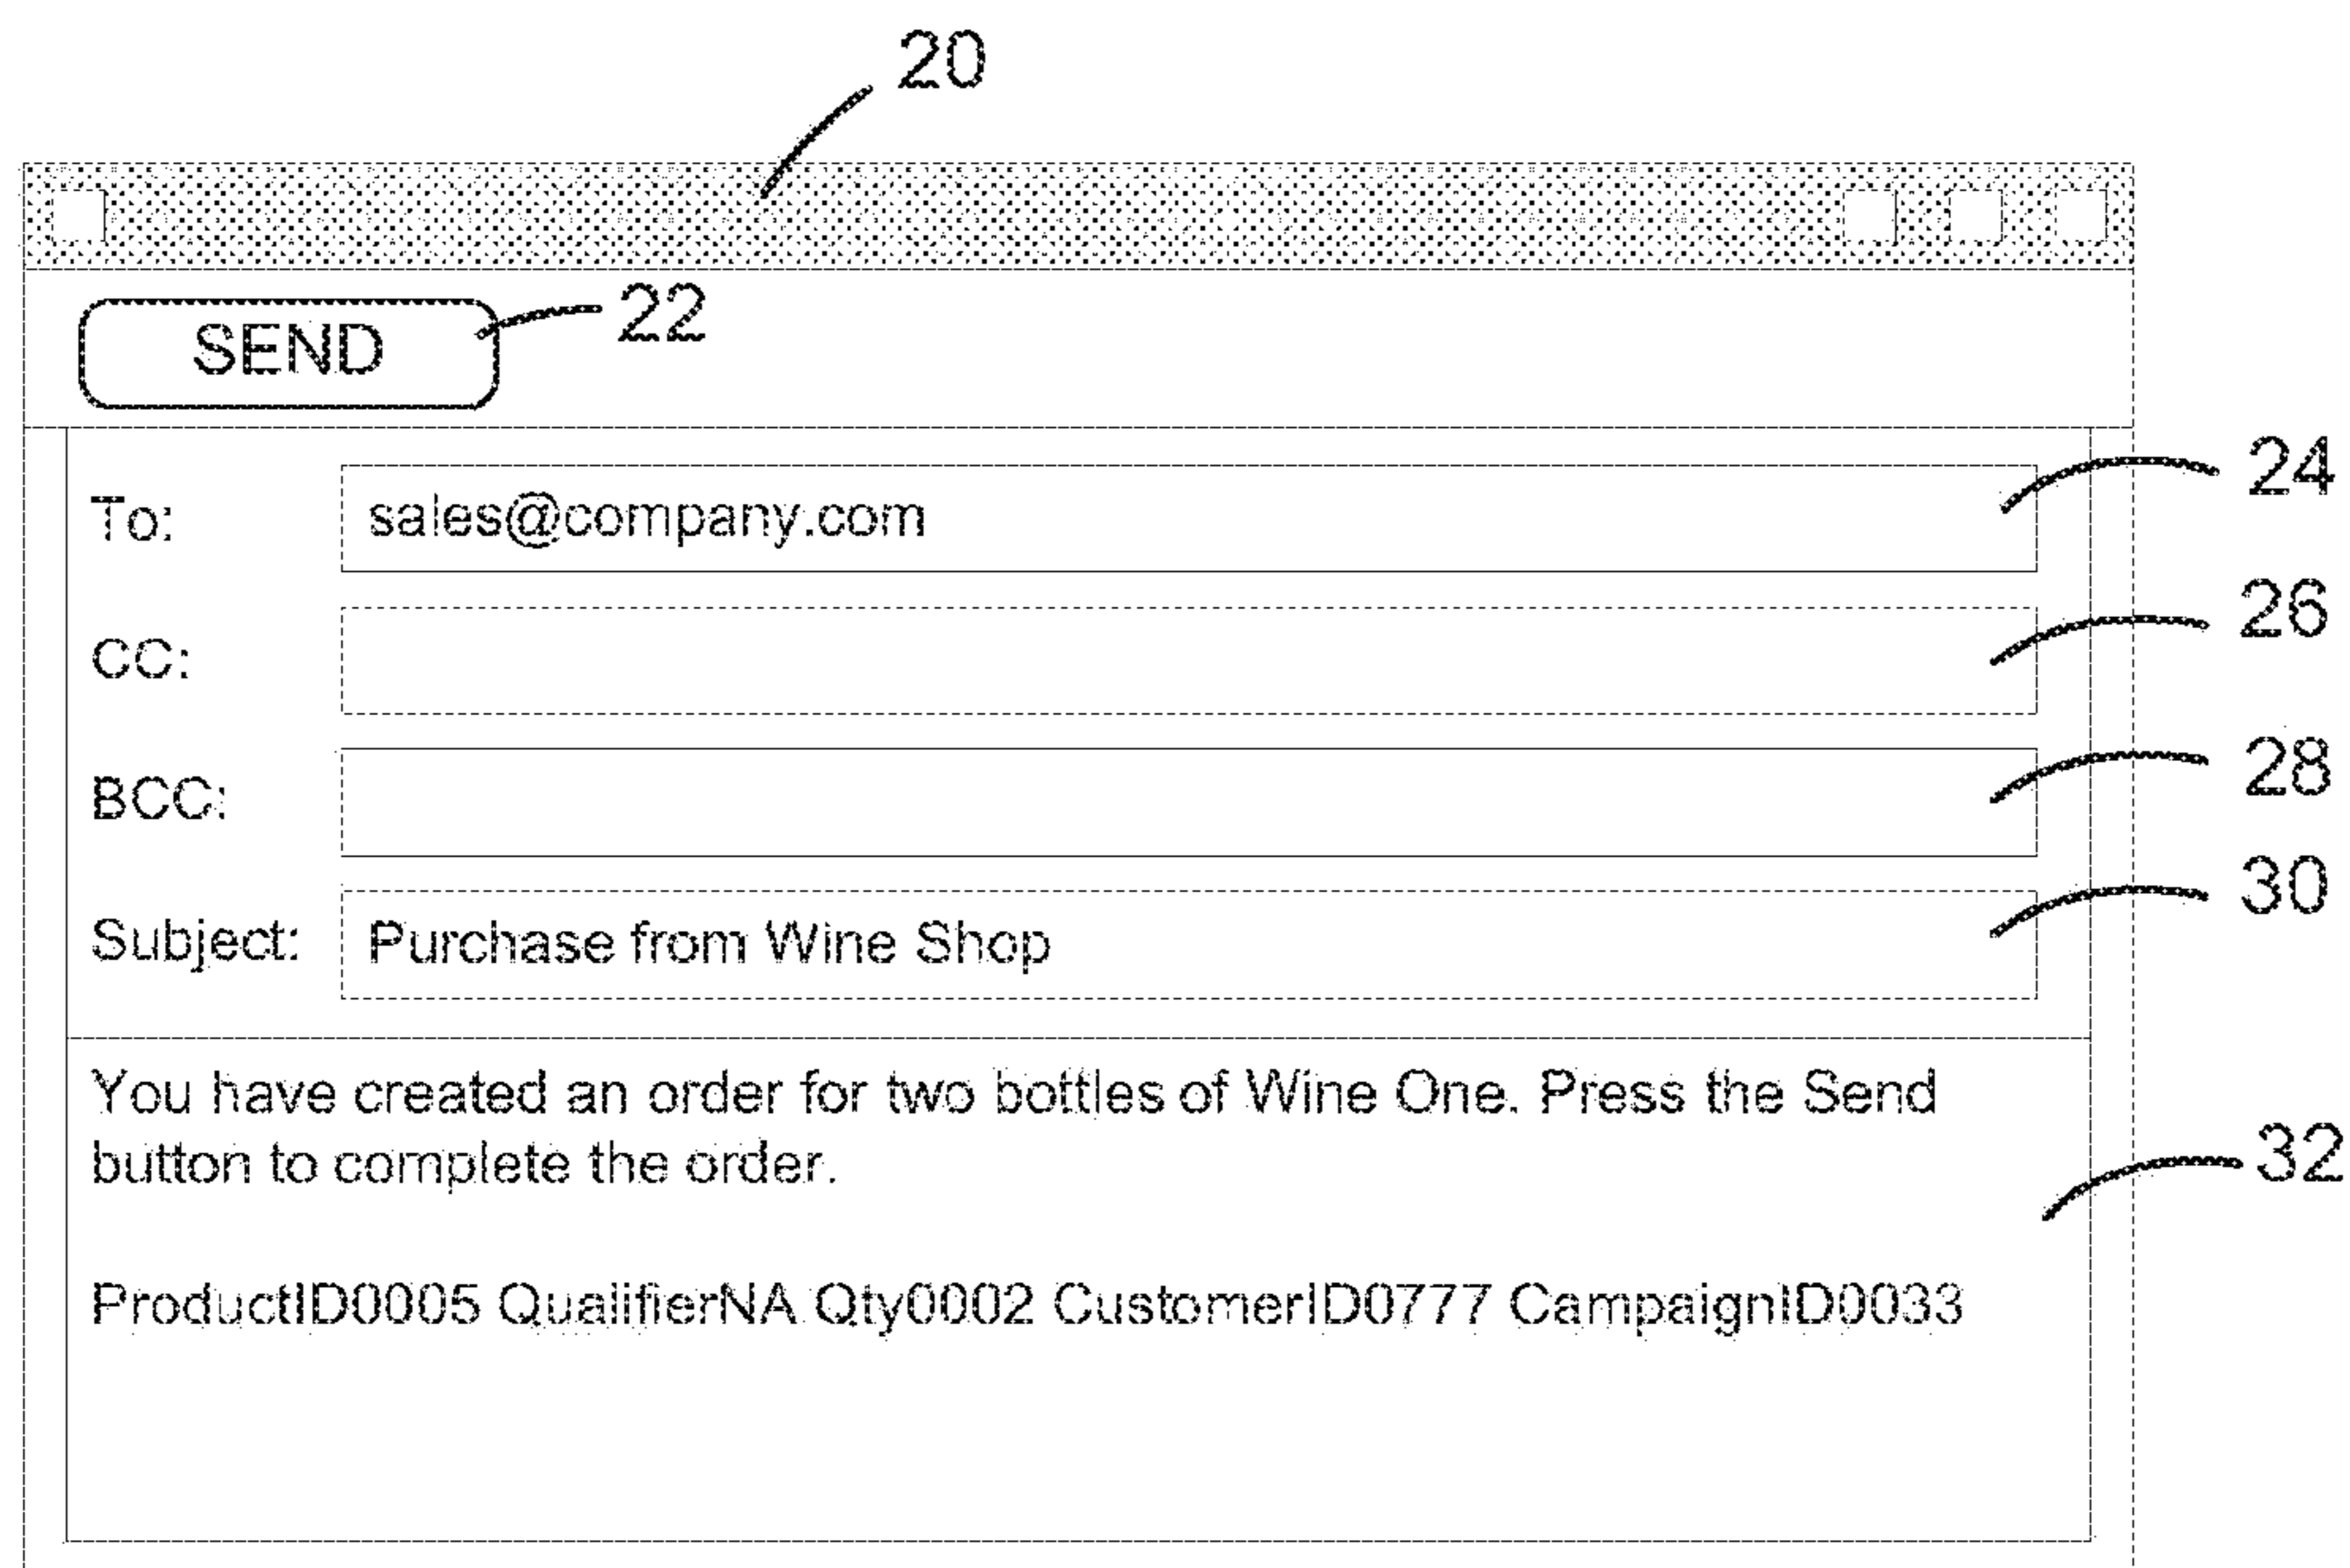 20
SEND 22
To: sales@company.com 24
CC: 26
BCC: 28
Subject: Purchase from Wine Shop 30
You have created an order for two bottles of Wine One. Press the Send
button to complete the order.
32
ProductID0005 QualifierNA Qty0002 CustomerID0777 CampaignID0033